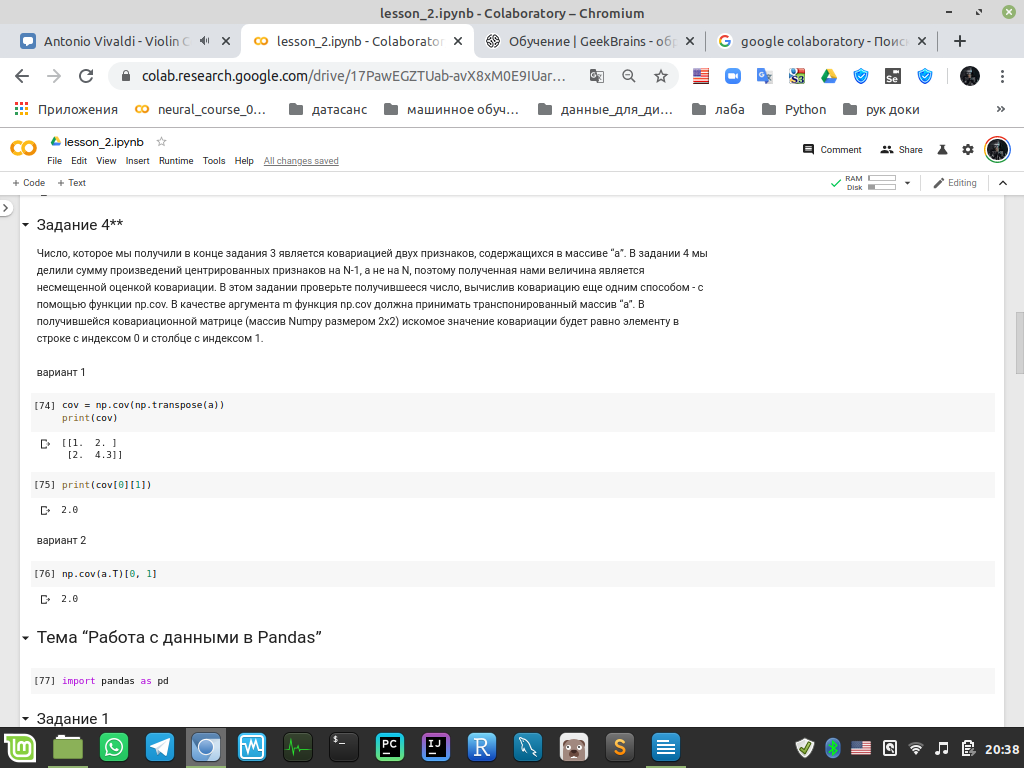 lesson_2.ipynb - Colaboratory – Chromium
Antonio Vivaldi - Violin C
lesson_2.ipynb - Colaborator
Обучение | GeekBrains - обр
google colaboratory - Поиск
colab.research.google.com/drive/17PawEGZTUab-avX8xM0E9IUar…
Приложения
neural_course_0...
датасанс
машинное обуч...
данные_для_ди...
лаба
Python
рук доки
»
lesson_2.ipynb
File Edit View Insert Runtime Tools Help All changes saved
Comment
Share
+ Code + Text
RAM
Disk
Editing
Задание 4**
Число, которое мы получили в конце задания 3 является ковариацией двух признаков, содержащихся в массиве “a”. В задании 4 мы
делили сумму произведений центрированных признаков на N-1, а не на N, поэтому полученная нами величина является
несмещенной оценкой ковариации. В этом задании проверьте получившееся число, вычислив ковариацию еще одним способом - с
помощью функции np.cov. В качестве аргумента m функция np.cov должна принимать транспонированный массив “a”. В
получившейся ковариационной матрице (массив Numpy размером 2x2) искомое значение ковариации будет равно элементу в
строке с индексом 0 и столбце с индексом 1.
вариант 1
[74] cov = np.cov(np.transpose(a))
print(cov)
[[1. 2. ]
[2. 4.3]]
[75] print(cov[0][1])
2.0
вариант 2
[76] np.cov(a.T)[0, 1]
2.0
Тема “Работа с данными в Pandas”
[77] import pandas as pd
Задание 1
PC
IJ
R
S
20:38